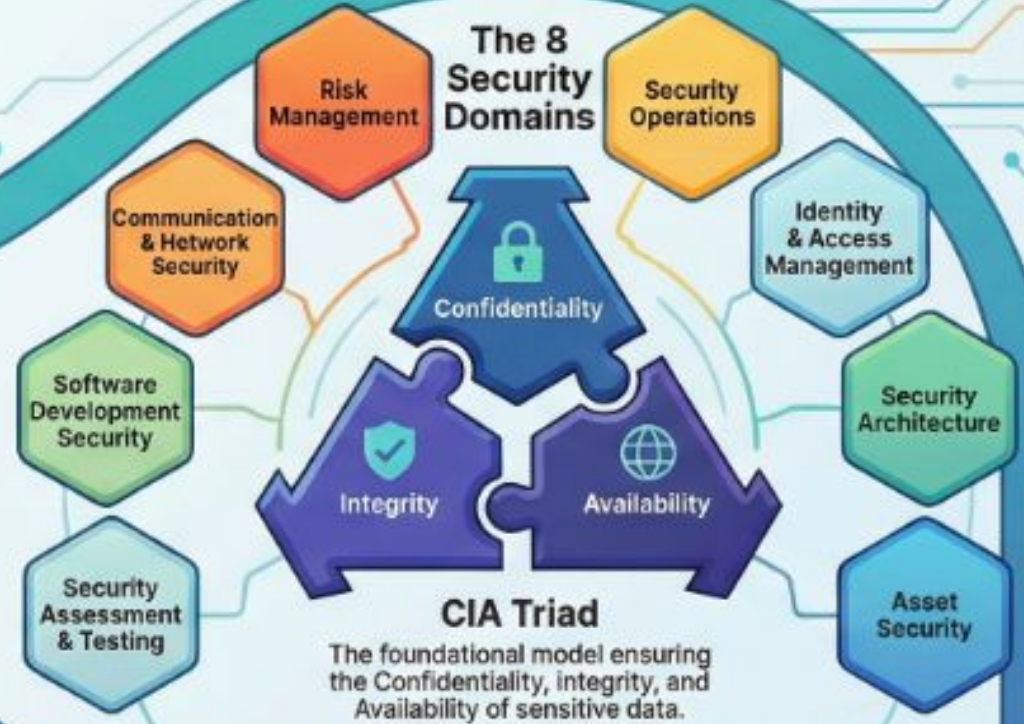 The 8
Security
Domains
Risk
Management
Security
Operations
Communication
& Hetwork
Security
Identity
& Access
Management
Confidentiality
Software
Development
Security
Security
Architecture
Integrity
Availability
Security
Assessment
& Testing
Asset
Security
CIA Triad
The foundational model ensuring
the Confidentiality, integrity, and
Availability of sensitive data.